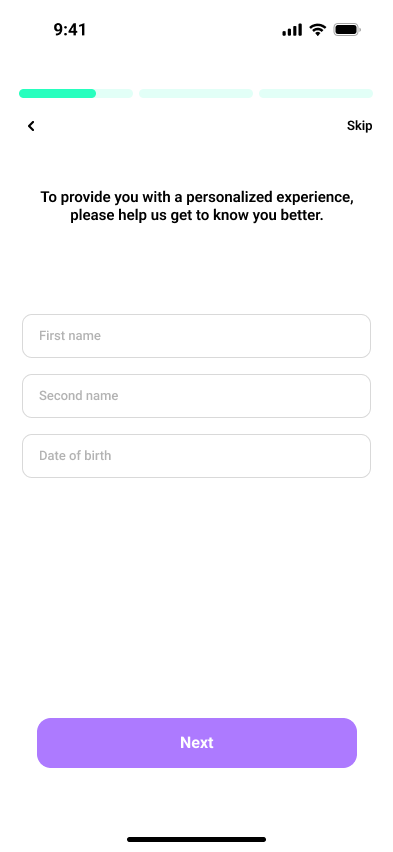 9:41
Skip
To provide you with a personalized experience,
please help us get to know you better.
First name
Second name
Date of birth
Next